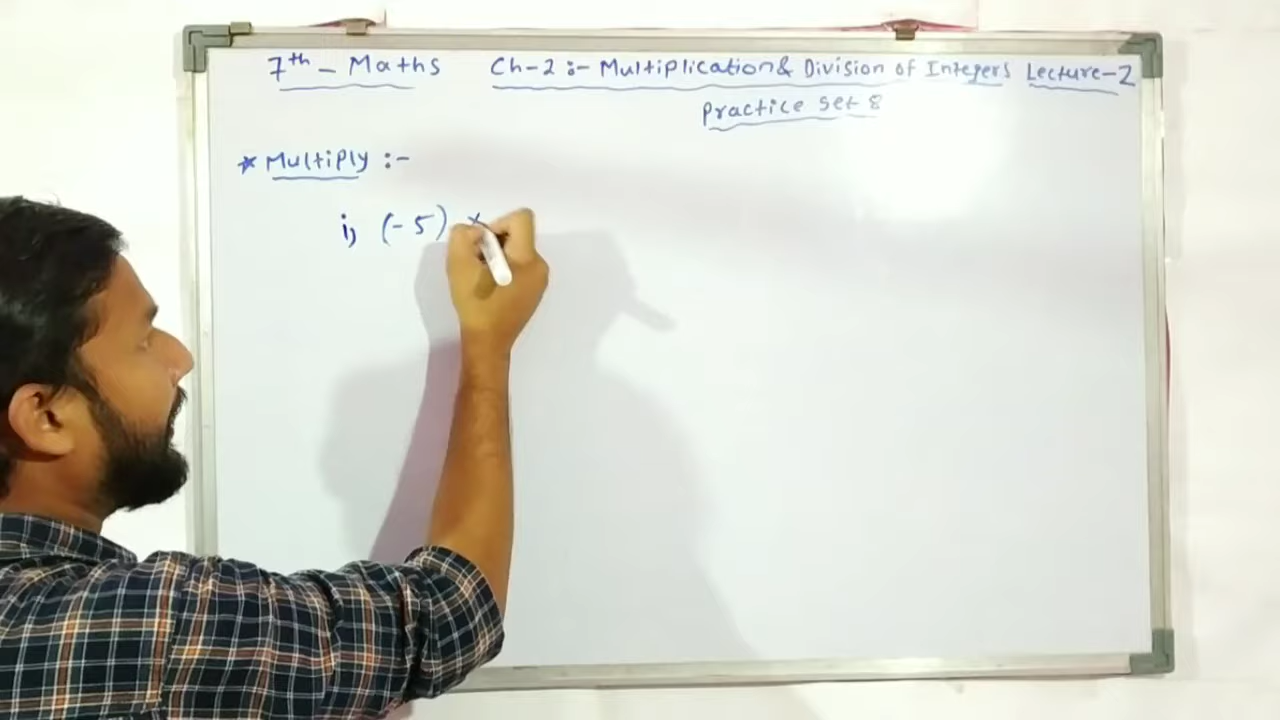 7th - Maths Ch-2 :- Multiplication & Division of Integers Lecture-2
Practice Set 8
* Multiply :-
i, (-5) ×